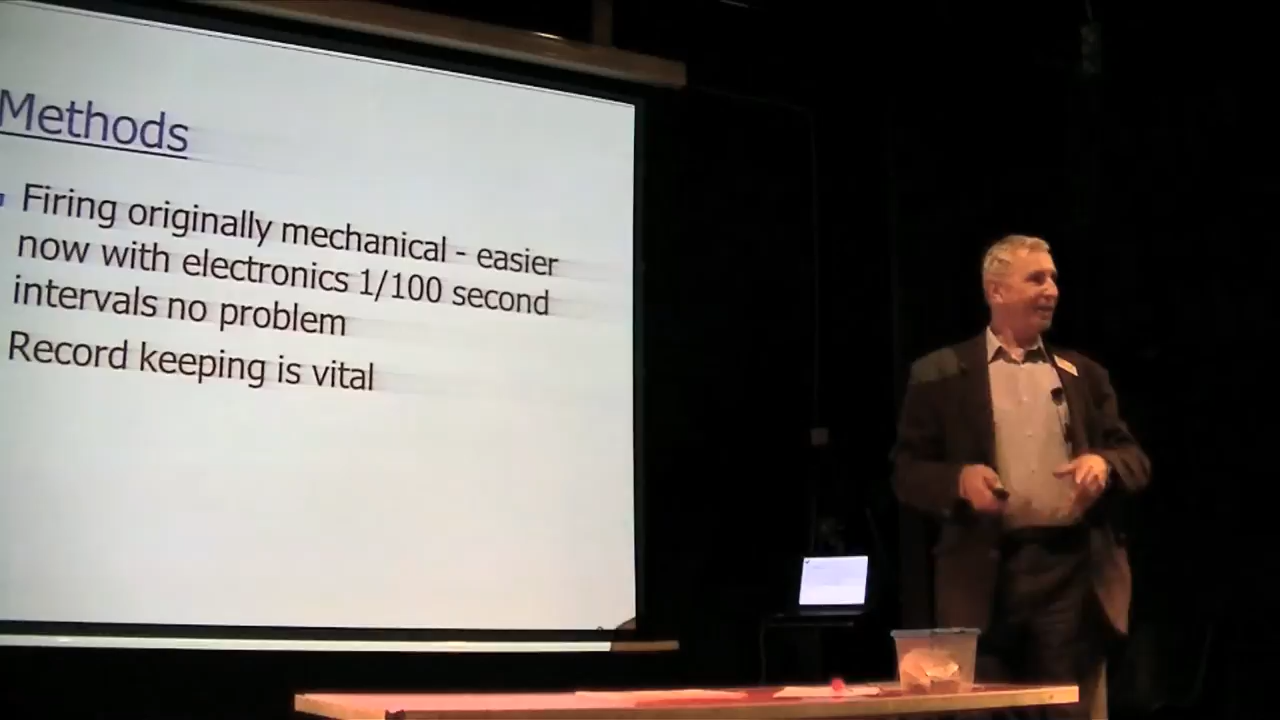 Methods
Firing originally mechanical - easier
now with electronics 1/100 second
intervals no problem
Record keeping is vital